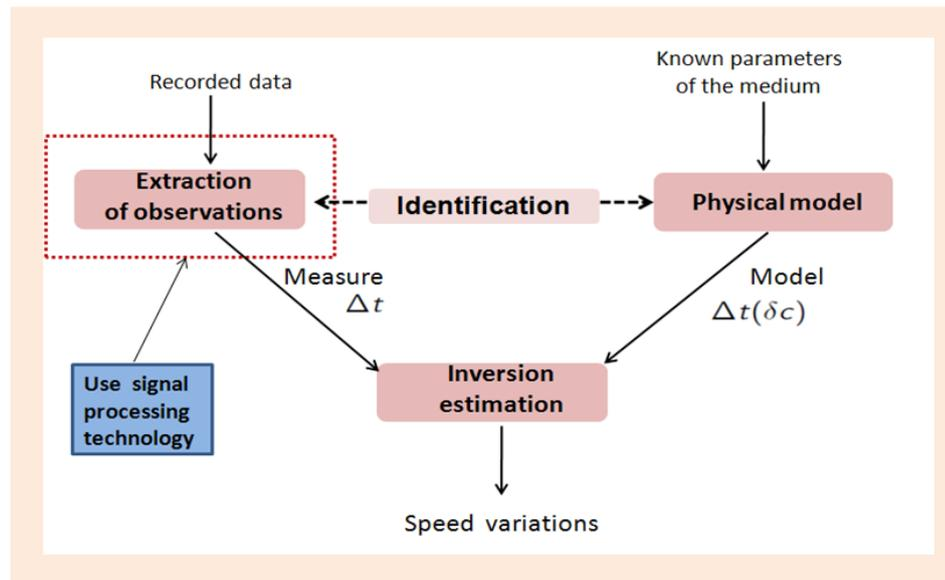 Recorded data
Known parameters
of the medium
Extraction
of observations
Identification
Physical model
Measure
Δt
Model
Δt(δc)
Use signal
processing
technology
Inversion
estimation
Speed variations